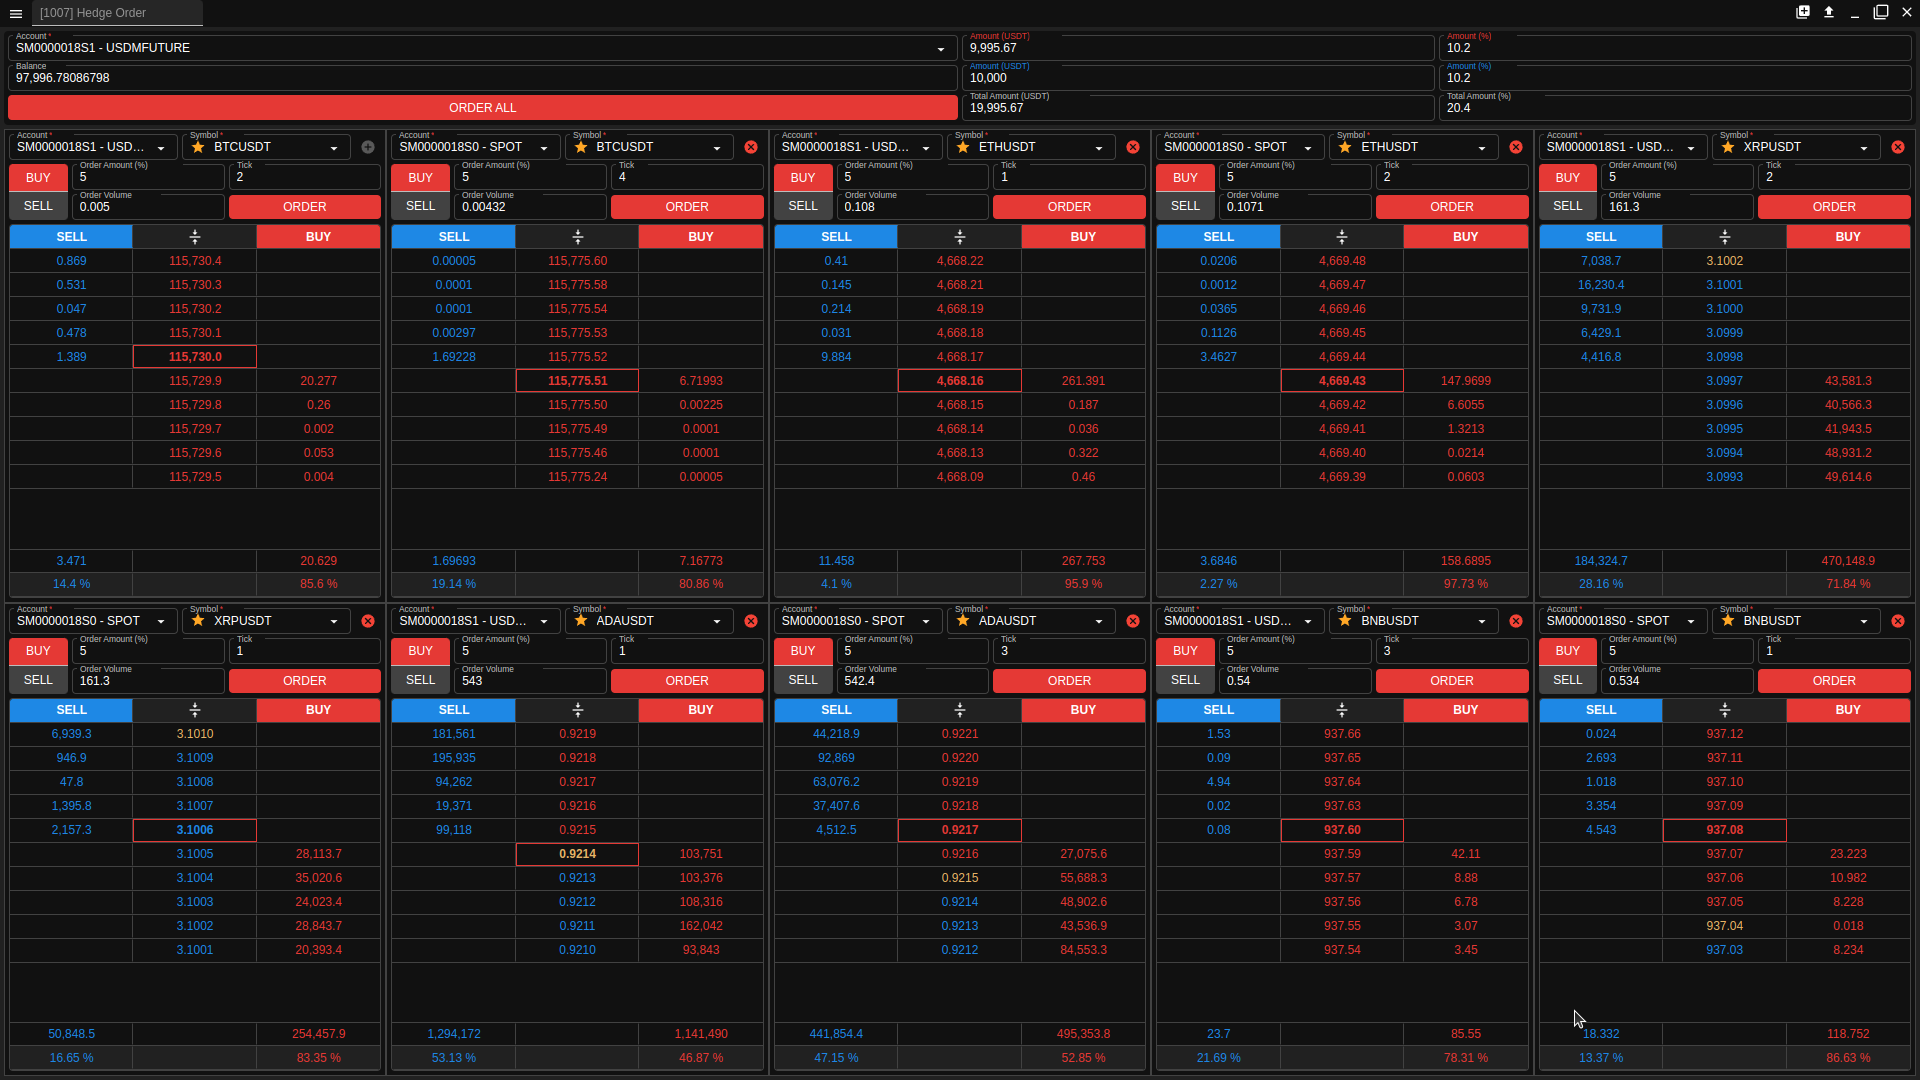 [1007] Hedge Order
Account *
SM0000018S1 - USDMFUTURE
Amount (USDT)
9,995.67
Amount (%)
10.2
Balance
97,996.78086798
Amount (USDT)
10,000
Amount (%)
10.2
ORDER ALL
Total Amount (USDT)
19,995.67
Total Amount (%)
20.4
Account *
SM0000018S1 - USD...
Symbol *
BTCUSDT
BUY
SELL
Order Amount (%)
5
Tick
2
Order Volume
0.005
ORDER
SELL BUY
0.869 115,730.4
0.531 115,730.3
0.047 115,730.2
0.478 115,730.1
1.389 115,730.0
115,729.9 20.277
115,729.8 0.26
115,729.7 0.002
115,729.6 0.053
115,729.5 0.004
3.471 20.629
14.4 % 85.6 %
Account *
SM0000018S0 - SPOT
Symbol *
BTCUSDT
BUY
SELL
Order Amount (%)
5
Tick
4
Order Volume
0.00432
ORDER
SELL BUY
0.00005 115,775.60
0.0001 115,775.58
0.0001 115,775.54
0.00297 115,775.53
1.69228 115,775.52
115,775.51 6.71993
115,775.50 0.00225
115,775.49 0.0001
115,775.46 0.0001
115,775.24 0.00005
1.69693 7.16773
19.14 % 80.86 %
Account *
SM0000018S1 - USD...
Symbol *
ETHUSDT
BUY
SELL
Order Amount (%)
5
Tick
1
Order Volume
0.108
ORDER
SELL BUY
0.41 4,668.22
0.145 4,668.21
0.214 4,668.19
0.031 4,668.18
9.884 4,668.17
4,668.16 261.391
4,668.15 0.187
4,668.14 0.036
4,668.13 0.322
4,668.09 0.46
11.458 267.753
4.1 % 95.9 %
Account *
SM0000018S0 - SPOT
Symbol *
ETHUSDT
BUY
SELL
Order Amount (%)
5
Tick
2
Order Volume
0.1071
ORDER
SELL BUY
0.0206 4,669.48
0.0012 4,669.47
0.0365 4,669.46
0.1126 4,669.45
3.4627 4,669.44
4,669.43 147.9699
4,669.42 6.6055
4,669.41 1.3213
4,669.40 0.0214
4,669.39 0.0603
3.6846 158.6895
2.27 % 97.73 %
Account *
SM0000018S1 - USD...
Symbol *
XRPUSDT
BUY
SELL
Order Amount (%)
5
Tick
2
Order Volume
161.3
ORDER
SELL BUY
7,038.7 3.1002
16,230.4 3.1001
9,731.9 3.1000
6,429.1 3.0999
4,416.8 3.0998
3.0997 43,581.3
3.0996 40,566.3
3.0995 41,943.5
3.0994 48,931.2
3.0993 49,614.6
184,324.7 470,148.9
28.16 % 71.84 %
Account *
SM0000018S0 - SPOT
Symbol *
XRPUSDT
BUY
SELL
Order Amount (%)
5
Tick
1
Order Volume
161.3
ORDER
SELL BUY
6,939.3 3.1010
946.9 3.1009
47.8 3.1008
1,395.8 3.1007
2,157.3 3.1006
3.1005 28,113.7
3.1004 35,020.6
3.1003 24,023.4
3.1002 28,843.7
3.1001 20,393.4
50,848.5 254,457.9
16.65 % 83.35 %
Account *
SM0000018S1 - USD...
Symbol *
ADAUSDT
BUY
SELL
Order Amount (%)
5
Tick
1
Order Volume
543
ORDER
SELL BUY
181,561 0.9219
195,935 0.9218
94,262 0.9217
19,371 0.9216
99,118 0.9215
0.9214 103,751
0.9213 103,376
0.9212 108,316
0.9211 162,042
0.9210 93,843
1,294,172 1,141,490
53.13 % 46.87 %
Account *
SM0000018S0 - SPOT
Symbol *
ADAUSDT
BUY
SELL
Order Amount (%)
5
Tick
3
Order Volume
542.4
ORDER
SELL BUY
44,218.9 0.9221
92,869 0.9220
63,076.2 0.9219
37,407.6 0.9218
4,512.5 0.9217
0.9216 27,075.6
0.9215 55,688.3
0.9214 48,902.6
0.9213 43,536.9
0.9212 84,553.3
441,854.4 495,353.8
47.15 % 52.85 %
Account *
SM0000018S1 - USD...
Symbol *
BNBUSDT
BUY
SELL
Order Amount (%)
5
Tick
3
Order Volume
0.54
ORDER
SELL BUY
1.53 937.66
0.09 937.65
4.94 937.64
0.02 937.63
0.08 937.60
937.59 42.11
937.57 8.88
937.56 6.78
937.55 3.07
937.54 3.45
23.7 85.55
21.69 % 78.31 %
Account *
SM0000018S0 - SPOT
Symbol *
BNBUSDT
BUY
SELL
Order Amount (%)
5
Tick
1
Order Volume
0.534
ORDER
SELL BUY
0.024 937.12
2.693 937.11
1.018 937.10
3.354 937.09
4.543 937.08
937.07 23.223
937.06 10.982
937.05 8.228
937.04 0.018
937.03 8.234
18.332 118.752
13.37 % 86.63 %